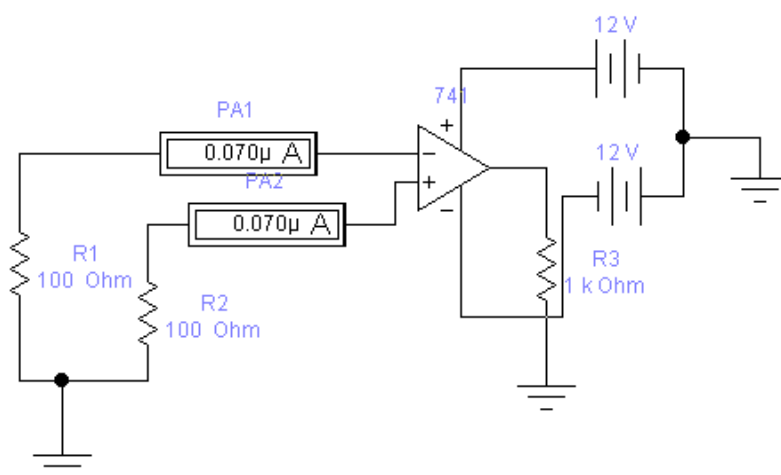 12 V
741
PA1
+
0.070µ A
−
12 V
PA2
+
0.070µ A
−
R1
R3
100 Ohm
1 k Ohm
R2
100 Ohm